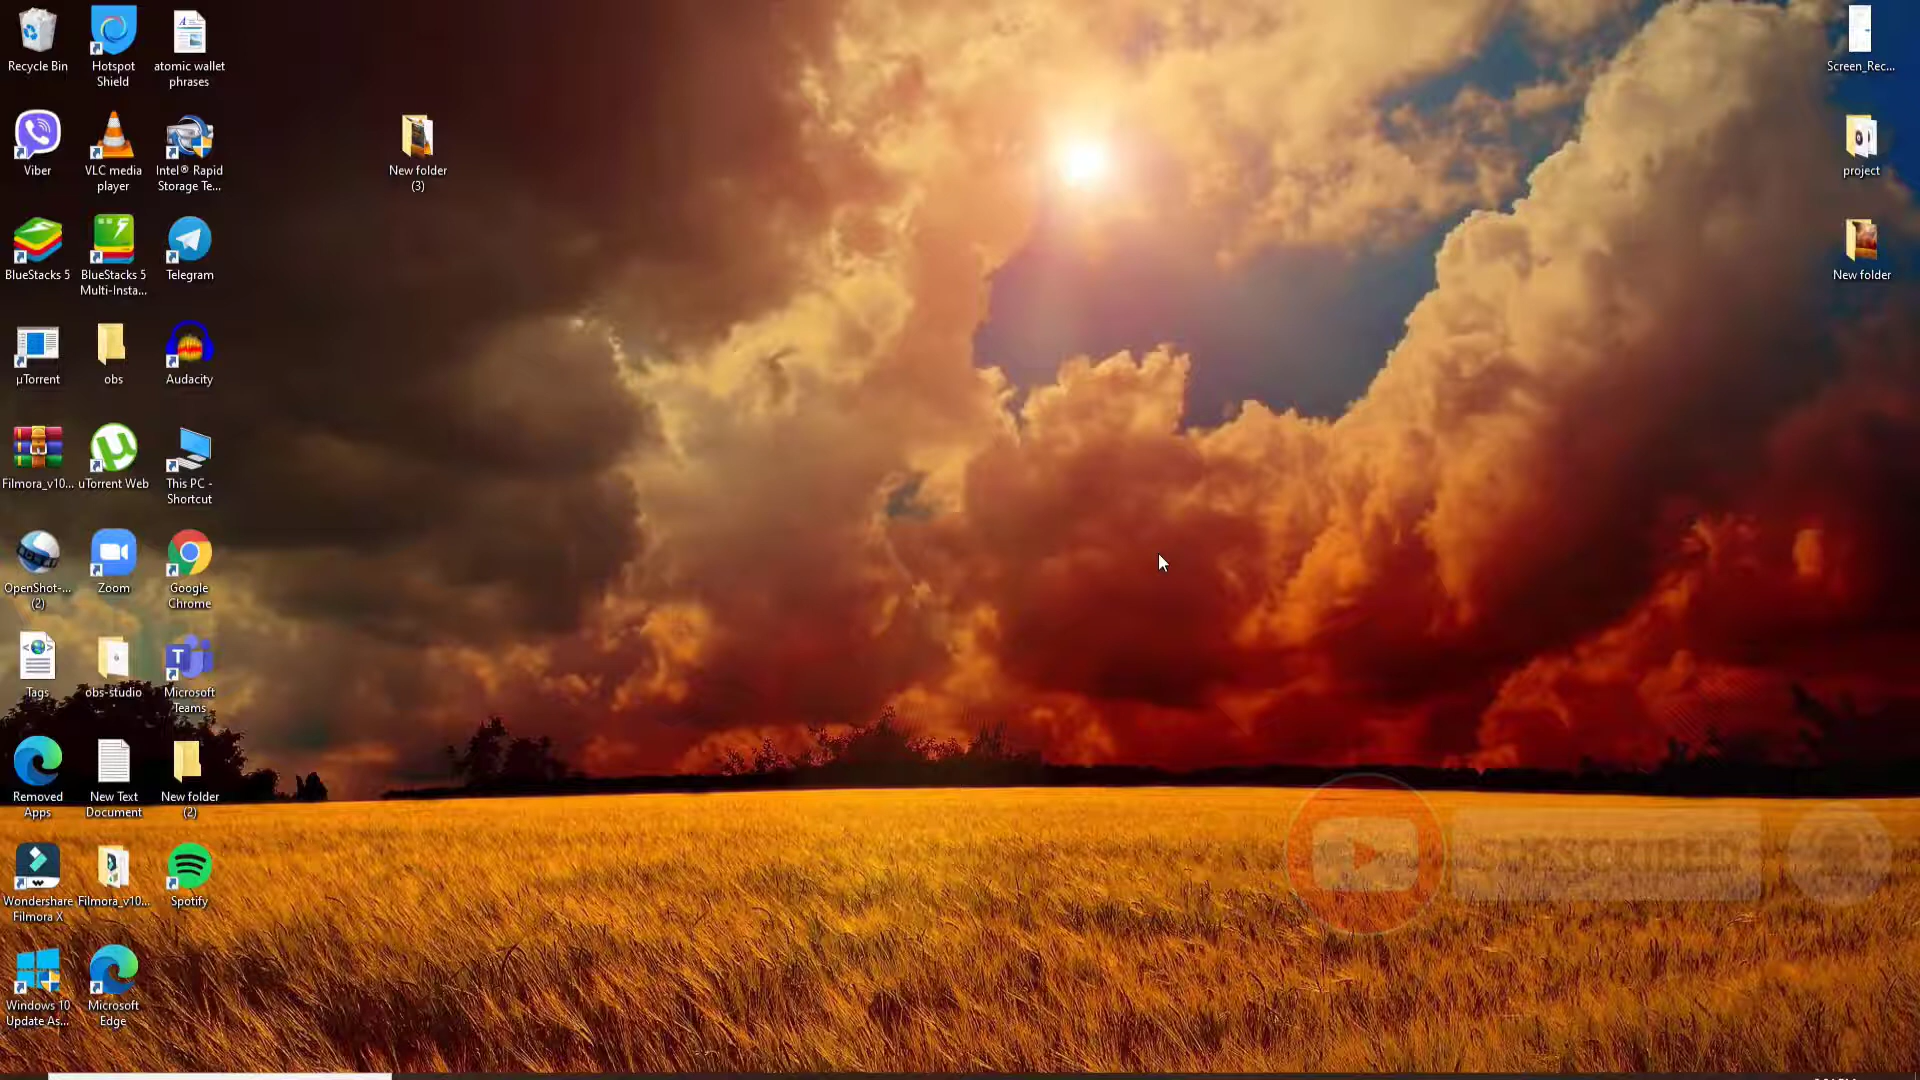 Recycle Bin
Hotspot
Shield
atomic wallet
phrases
Viber
VLC media
player
Intel® Rapid
Storage Te...
BlueStacks 5
BlueStacks 5
Multi-Insta...
Telegram
µTorrent
obs
Audacity
Filmora_v10...
uTorrent Web
This PC -
Shortcut
OpenShot-...
(2)
Zoom
Google
Chrome
Tags
obs-studio
Microsoft
Teams
Removed
Apps
New Text
Document
New folder
(2)
Wondershare
Filmora X
Filmora_v10...
Spotify
Windows 10
Update As...
Microsoft
Edge
New folder
(3)
Screen_Rec...
project
New folder
SUBSCRIBED